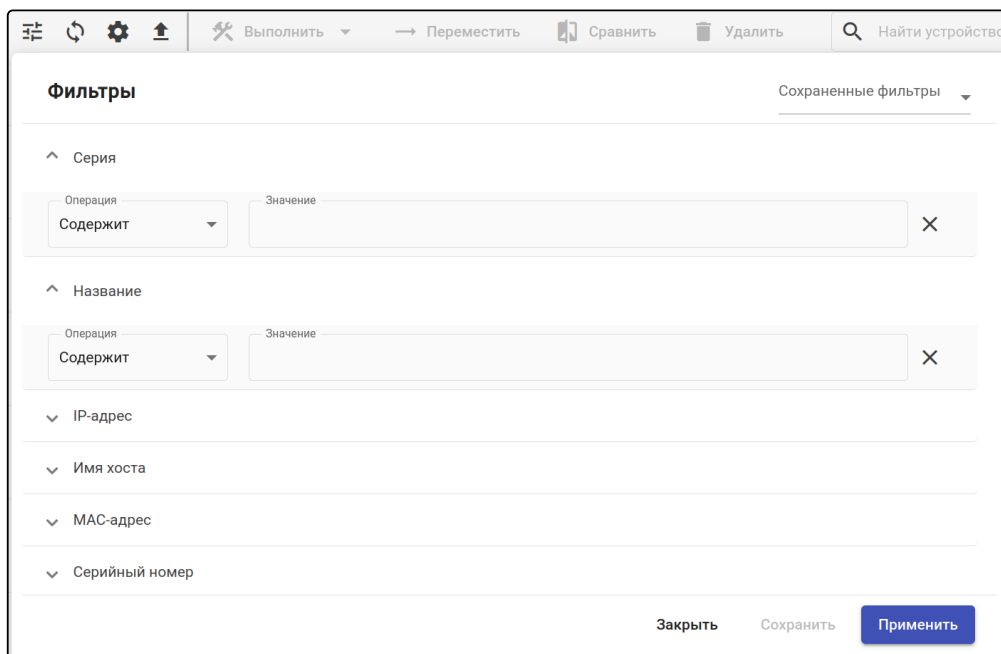 Выполнить Переместить Сравнить Удалить Найти устройство
Фильтры Сохраненные фильтры
Серия
Операция Значение
Содержит
Название
Операция Значение
Содержит
IP-адрес
Имя хоста
MAC-адрес
Серийный номер
Закрыть Сохранить Применить